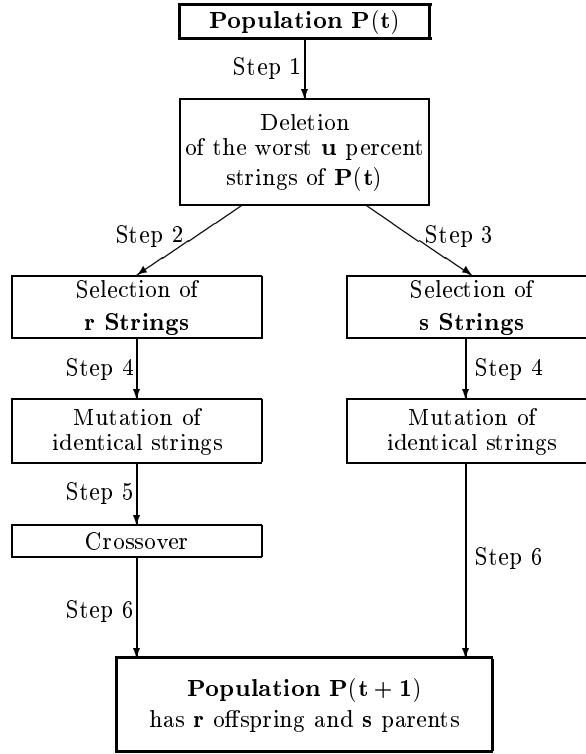 Population P(t)
Step 1
Deletion
of the worst u percent
strings of P(t)
Step 2
Step 3
Selection of
r Strings
Selection of
s Strings
Step 4
Step 4
Mutation of
identical strings
Mutation of
identical strings
Step 5
Crossover
Step 6
Step 6
Population P(t + 1)
has r offspring and s parents